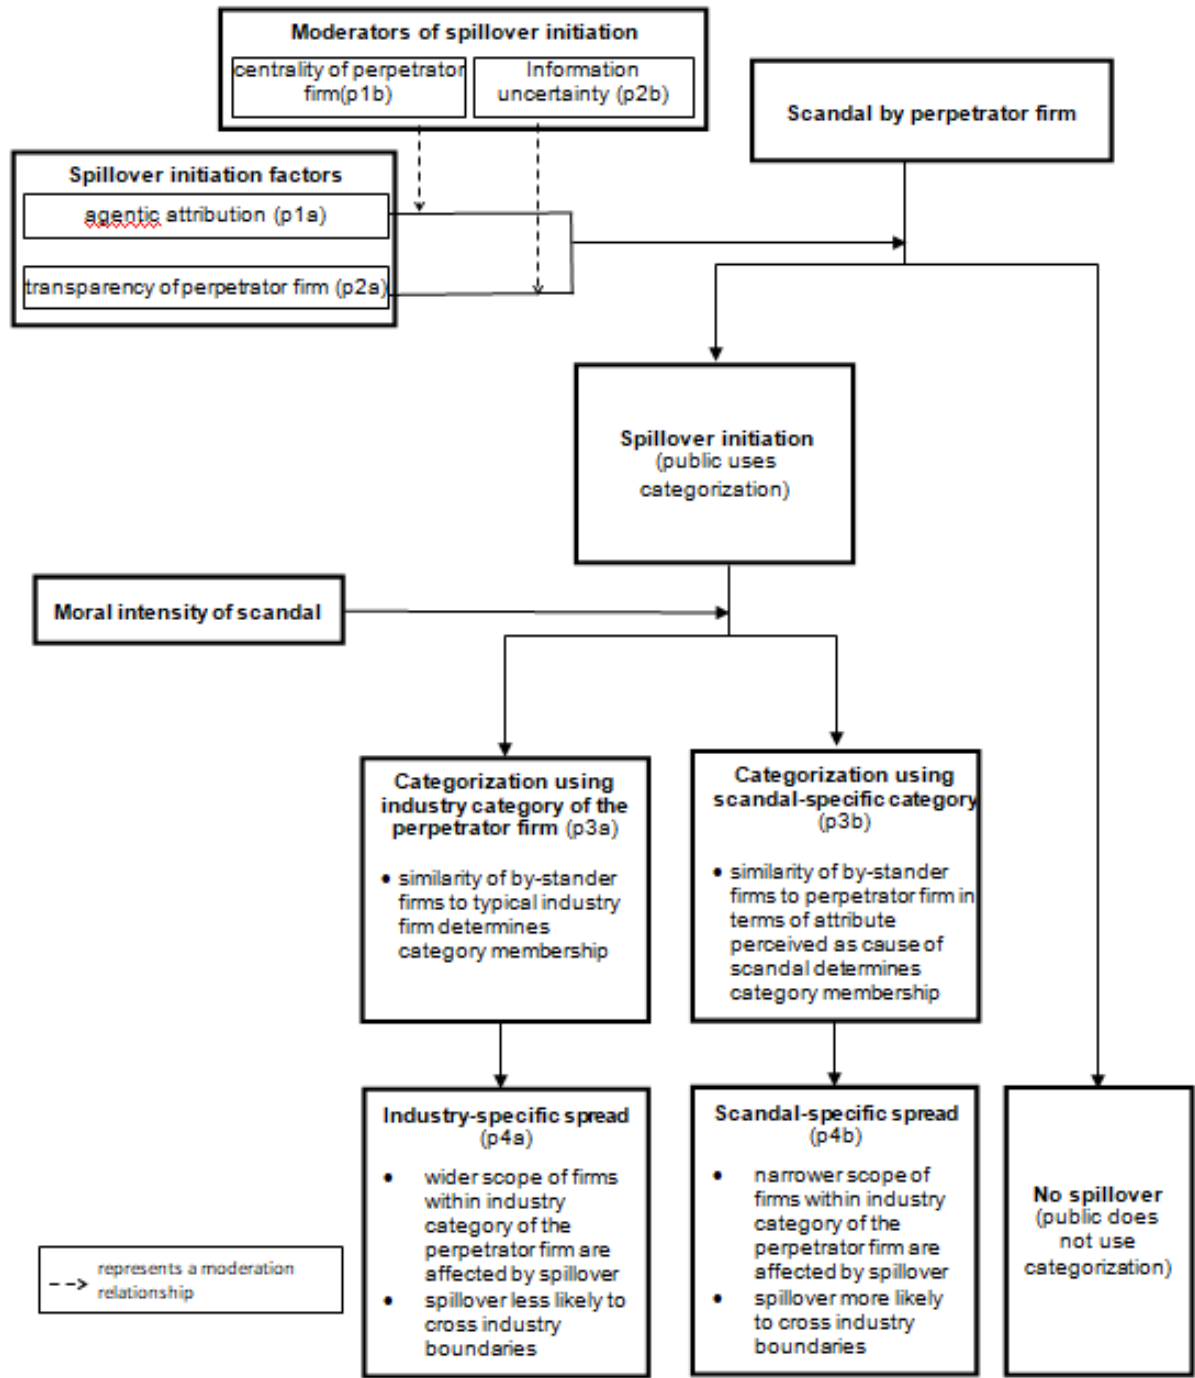 Moderators of spillover initiation
centrality of perpetrator
firm(p1b)
Information
uncertainty (p2b)
Scandal by perpetrator firm
Spillover initiation factors
agentic attribution (p1a)
transparency of perpetrator firm (p2a)
Spillover initiation
(public uses
categorization)
Moral intensity of scandal
Categorization using
industry category of the
perpetrator firm (p3a)
• similarity of by-stander
firms to typical industry
firm determines
category membership
Categorization using
scandal-specific category
(p3b)
• similarity of by-stander
firms to perpetrator firm in
terms of attribute
perceived as cause of
scandal determines
category membership
Industry-specific spread
(p4a)
• wider scope of firms
within industry
category of the
perpetrator firm are
affected by spillover
• spillover less likely to
cross industry
boundaries
Scandal-specific spread
(p4b)
• narrower scope of
firms within industry
category of the
perpetrator firm are
affected by spillover
• spillover more likely
to cross industry
boundaries
No spillover
(public does
not use
categorization)
represents a moderation
relationship